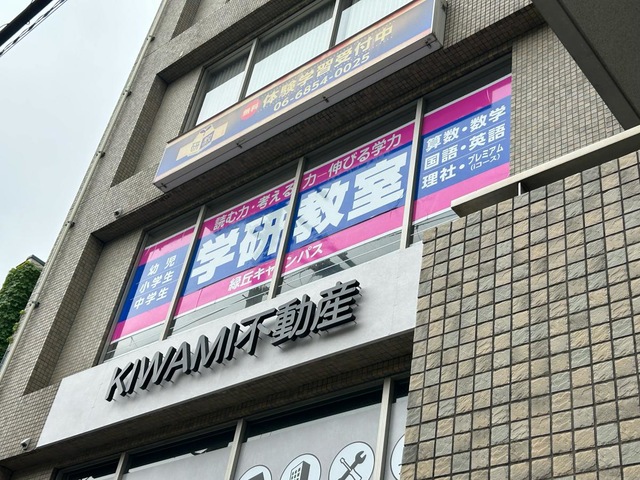 無料 体験学習受付中
06-6854-0025
読む力・考える力―伸びる学力
学研教室
緑丘キャンパス
幼児
小学生
中学生
算数・数学
国語・英語
理社・プレミアム
(iコース)
KIWAMI不動産